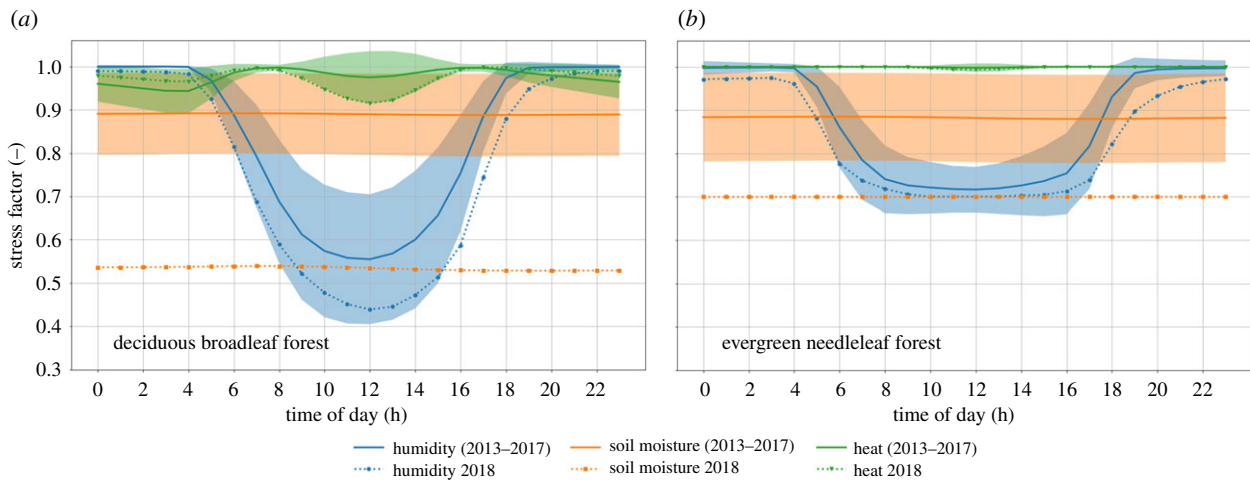 (a)
(b)
1.0
0.9
0.8
0.7
0.6
0.5
0.4
0.3
stress factor (–)
deciduous broadleaf forest
evergreen needleleaf forest
0 2 4 6 8 10 12 14 16 18 20 22
0 2 4 6 8 10 12 14 16 18 20 22
time of day (h)
time of day (h)
humidity (2013–2017)
soil moisture (2013–2017)
heat (2013–2017)
humidity 2018
soil moisture 2018
heat 2018